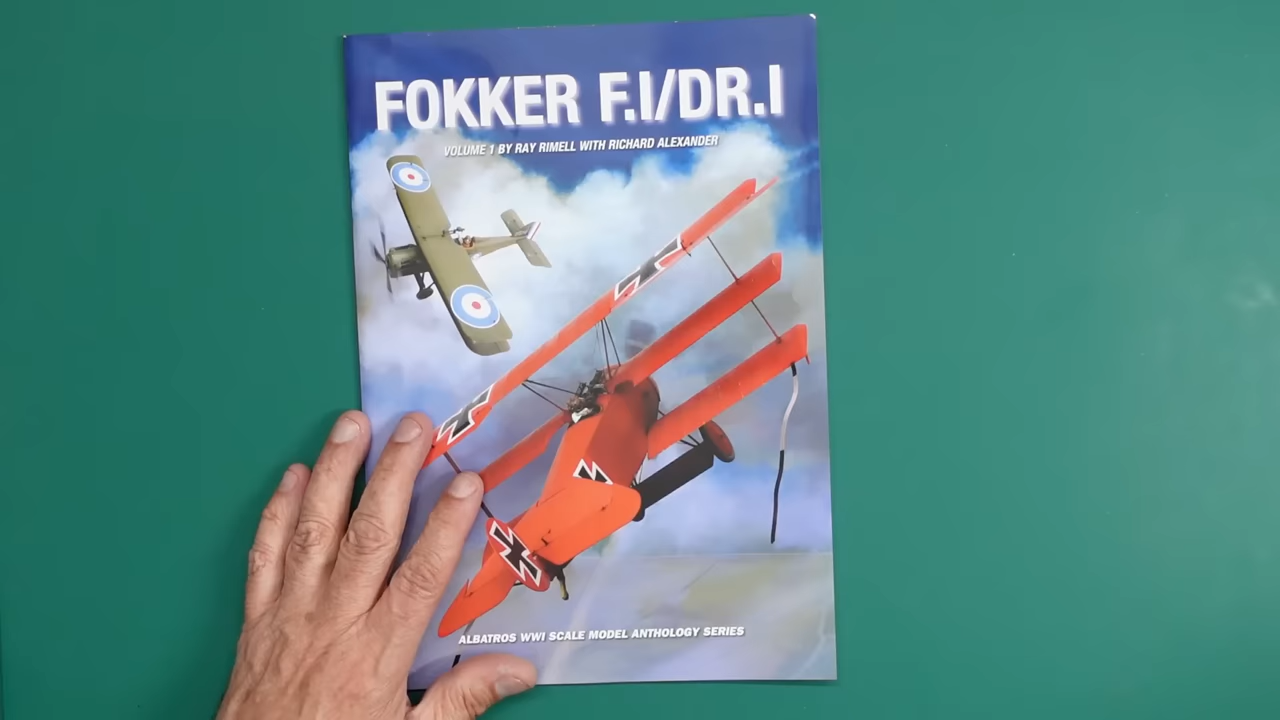 FOKKER F.I/DR.I
VOLUME 1 BY RAY RIMELL WITH RICHARD ALEXANDER
ALBATROS WWI SCALE MODEL ANTHOLOGY SERIES